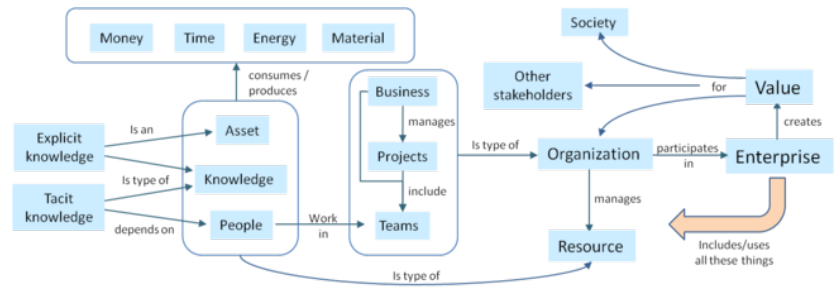 Society
Money
Time
Energy
Material
Other
stakeholders
for
Value
consumes /
produces
Business
manages
creates
Explicit
knowledge
Is an
Asset
Projects
Is type of
Organization
participates
in
Enterprise
Is type of
Knowledge
include
Tacit
knowledge
manages
depends on
People
Work
in
Teams
Resource
Includes/uses
all these things
Is type of